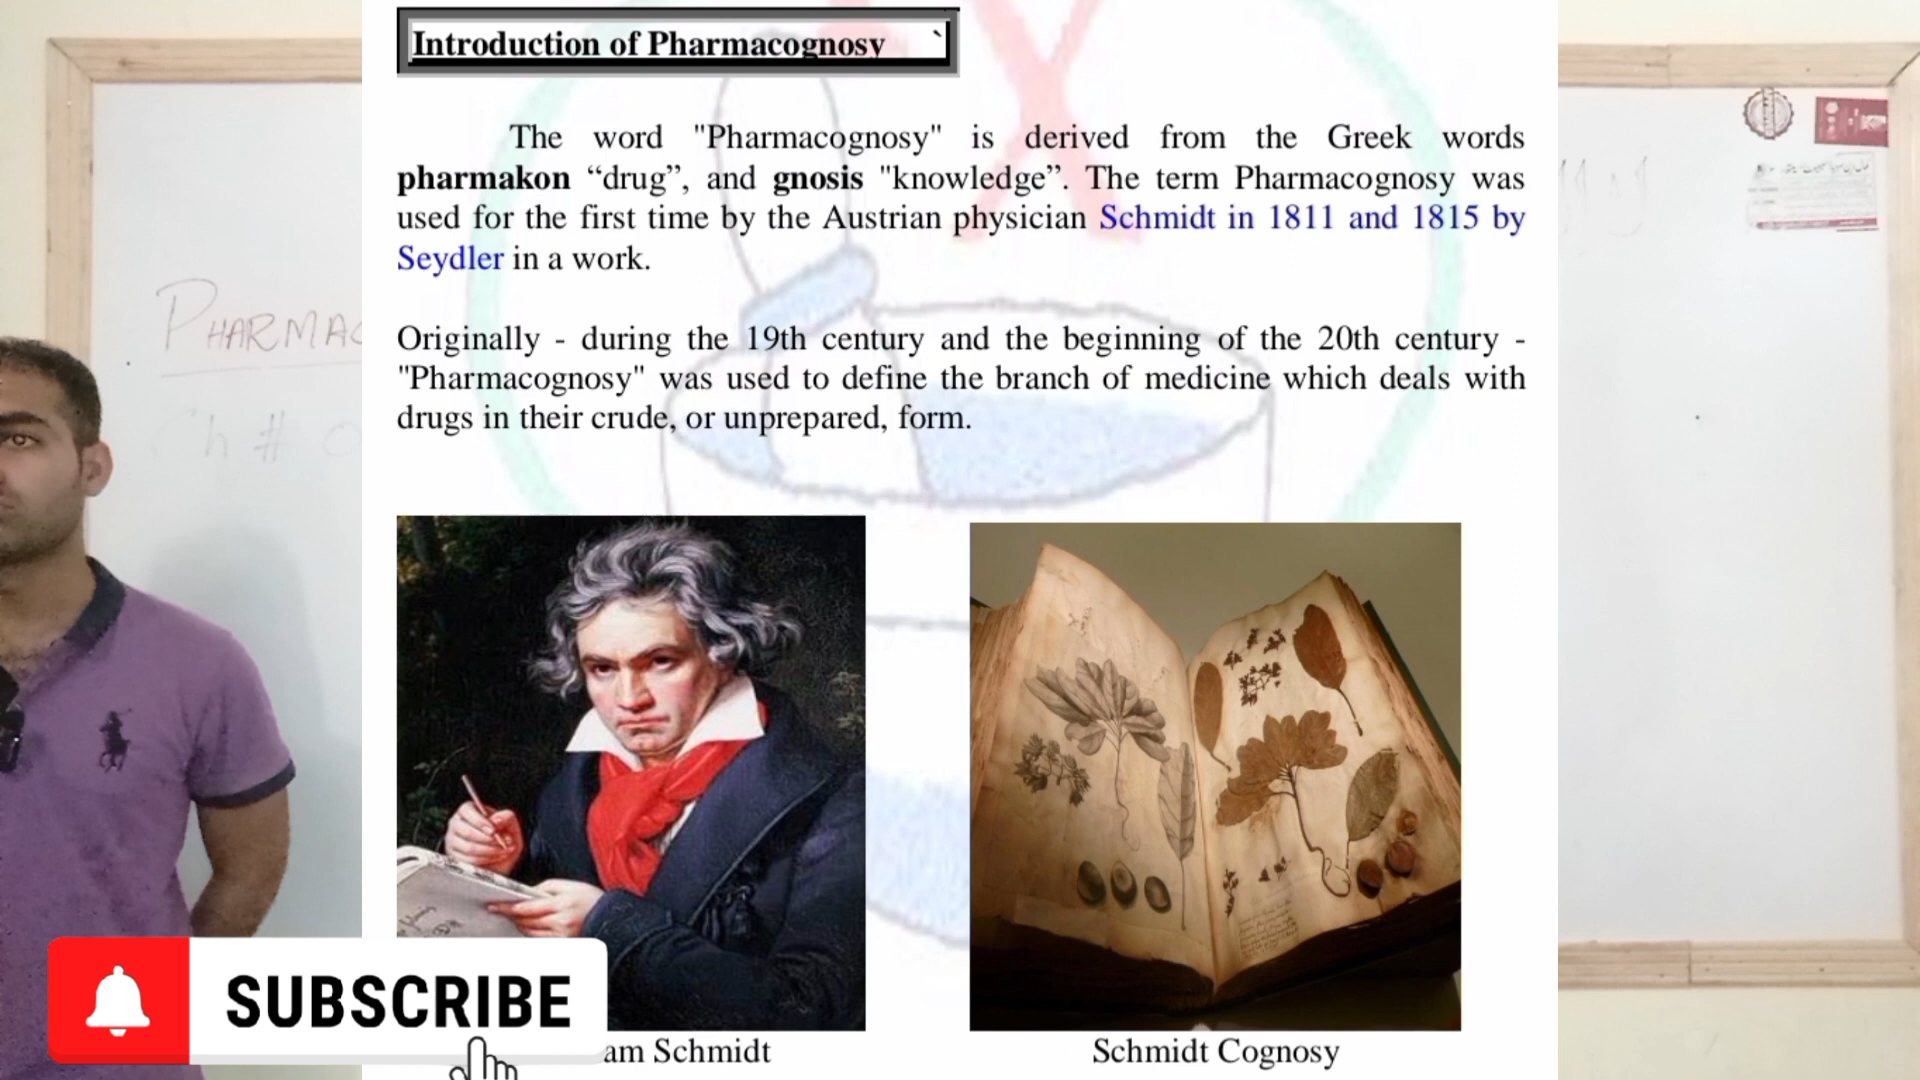 Introduction of Pharmacognosy `
The word "Pharmacognosy" is derived from the Greek words
pharmakon “drug”, and gnosis "knowledge”. The term Pharmacognosy was
used for the first time by the Austrian physician Schmidt in 1811 and 1815 by
Seydler in a work.
Originally - during the 19th century and the beginning of the 20th century -
"Pharmacognosy" was used to define the branch of medicine which deals with
drugs in their crude, or unprepared, form.
PHARMAC
Ch # 0
SUBSCRIBE
am Schmidt
Schmidt Cognosy